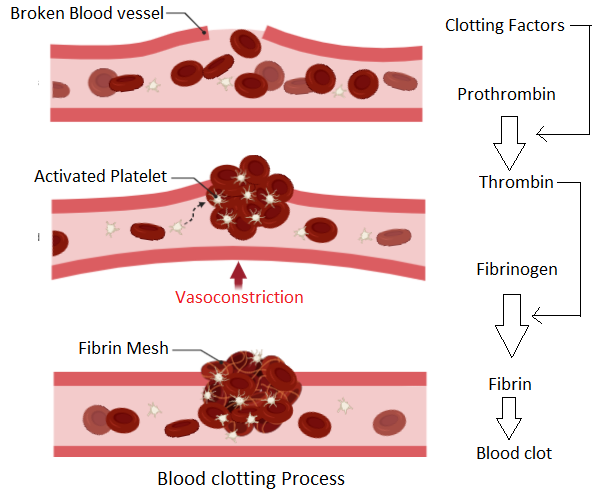 Broken Blood vessel
Clotting Factors
Prothrombin
Activated Platelet
Thrombin
Fibrinogen
Vasoconstriction
Fibrin Mesh
Fibrin
Blood clot
Blood clotting Process